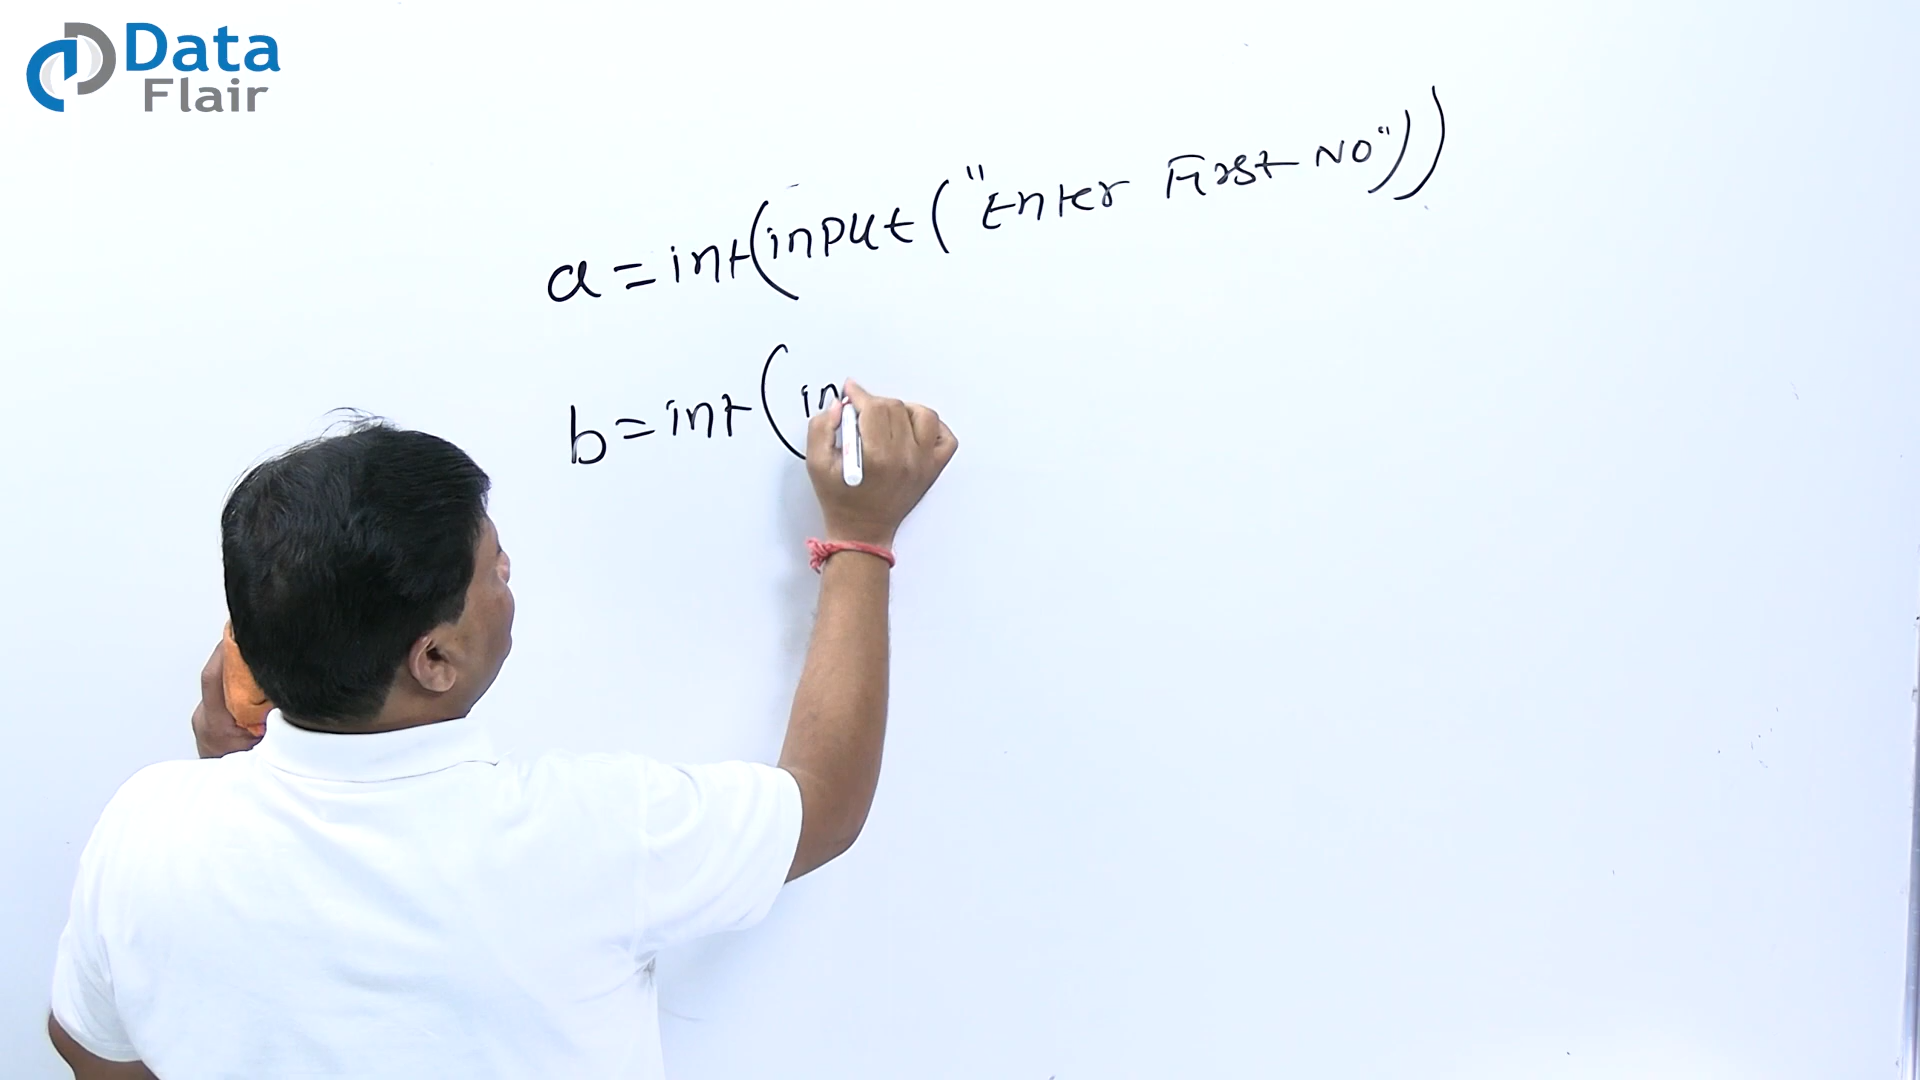 Data
Flair
a=int(input("Enter First NO"))
b=int(in